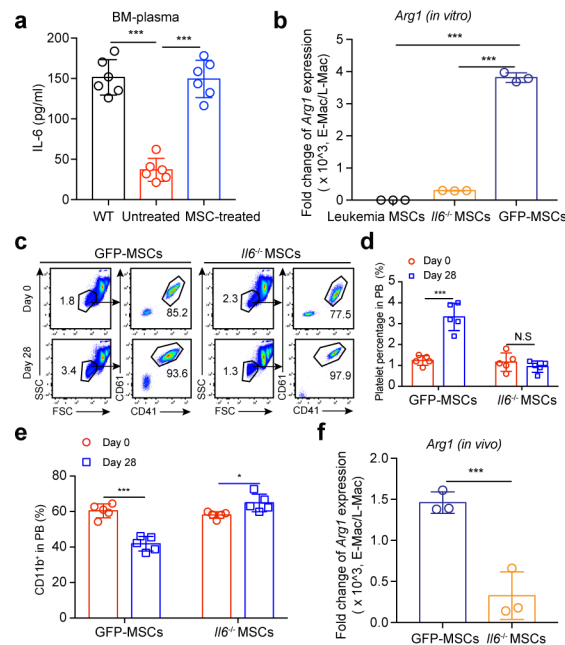 a
BM-plasma
***
***
IL-6 (pg/ml)
200
150
100
50
0
WT
Untreated
MSC-treated
b
Arg1 (in vitro)
***
***
Fold change of Arg1 expression
( x 10^3, E-Mac/L-Mac)
5
4
3
2
1
0
Leukemia MSCs
Il6-/- MSCs
GFP-MSCs
c
GFP-MSCs
Il6-/- MSCs
Day 0
1.8
85.2
2.3
77.5
Day 28
3.4
93.6
1.3
97.9
SSC
CD61
SSC
CD61
FSC
CD41
FSC
CD41
d
Day 0
Day 28
Platelet percentage in PB (%)
5
4
3
2
1
0
***
N.S
GFP-MSCs
Il6-/- MSCs
e
Day 0
Day 28
CD11b+ in PB (%)
80
60
40
20
0
***
*
GFP-MSCs
Il6-/- MSCs
f
Arg1 (in vivo)
***
Fold change of Arg1 expression
( x 10^3, E-Mac/L-Mac)
2.0
1.5
1.0
0.5
0.0
GFP-MSCs
Il6-/- MSCs